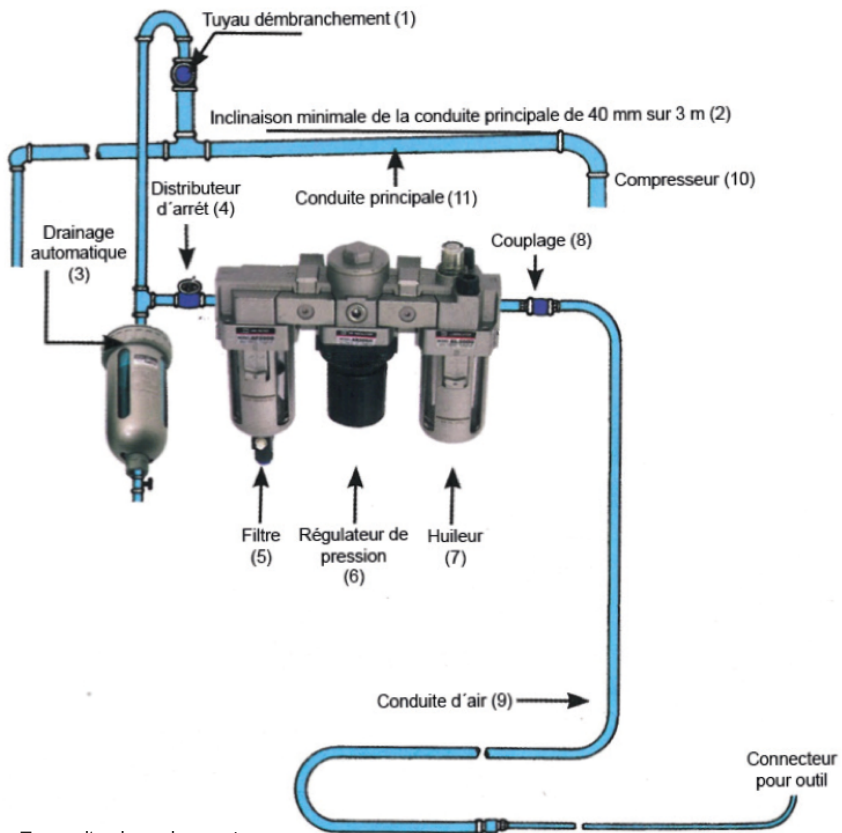 Tuyau démbranchement (1)
Inclinaison minimale de la conduite principale de 40 mm sur 3 m (2)
Distributeur
d´arrét (4)
Conduite principale (11)
Compresseur (10)
Drainage
automatique
(3)
Couplage (8)
Filtre
(5)
Régulateur de
pression
(6)
Huileur
(7)
Conduite d´air (9)
Connecteur
pour outil